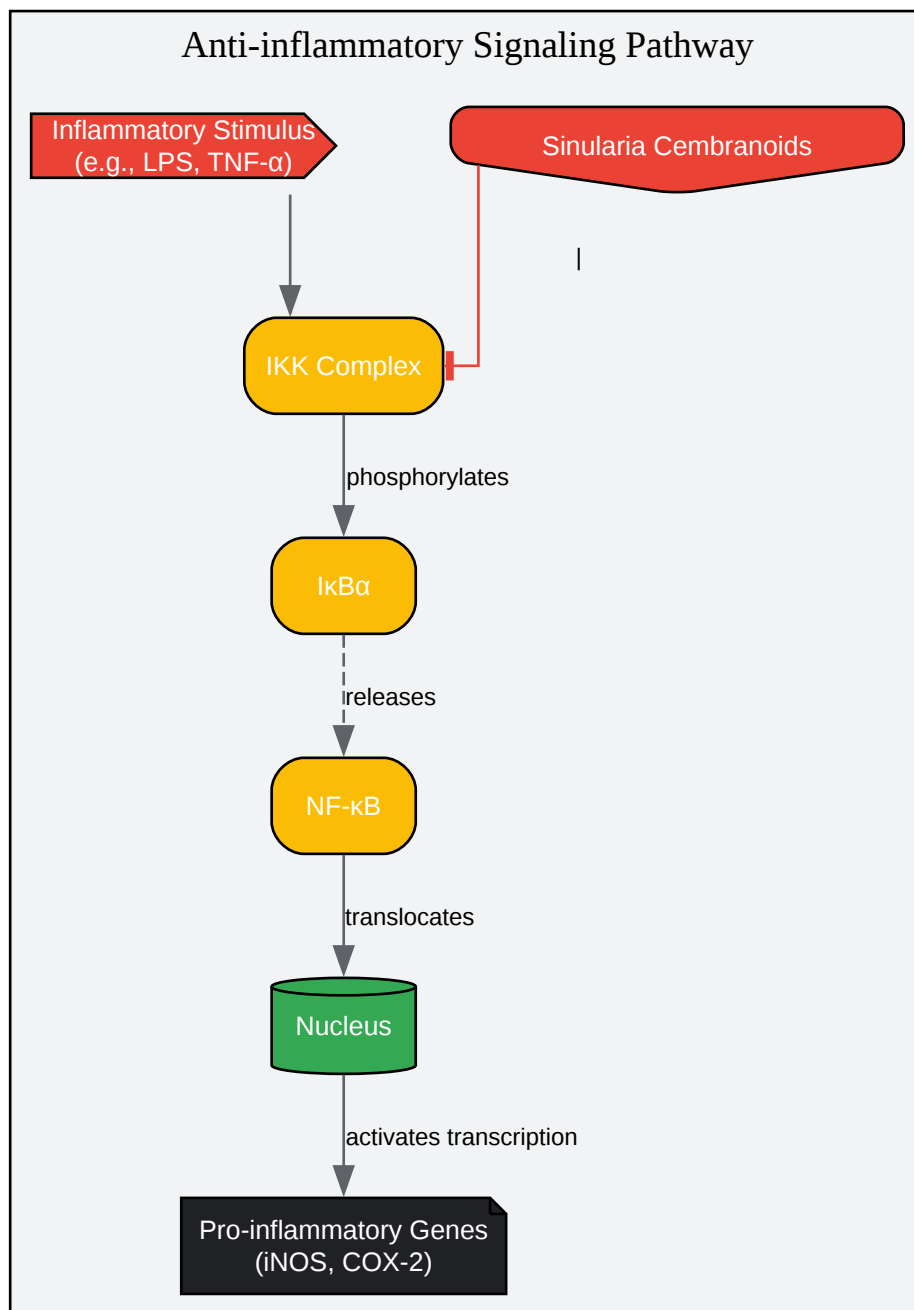 Anti-inflammatory Signaling Pathway
Inflammatory Stimulus
(e.g., LPS, TNF-α)
Sinularia Cembranoids
|
IKK Complex
phosphorylates
IκBα
releases
NF-κB
translocates
Nucleus
activates transcription
Pro-inflammatory Genes
(iNOS, COX-2)